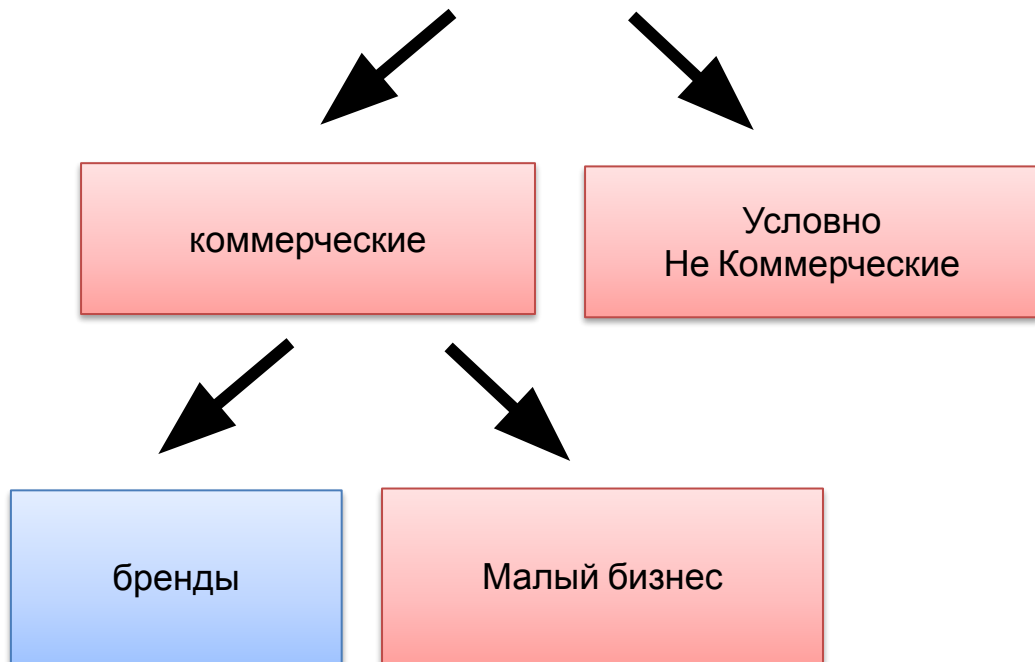 коммерческие
Условно
Не Коммерческие
бренды
Малый бизнес